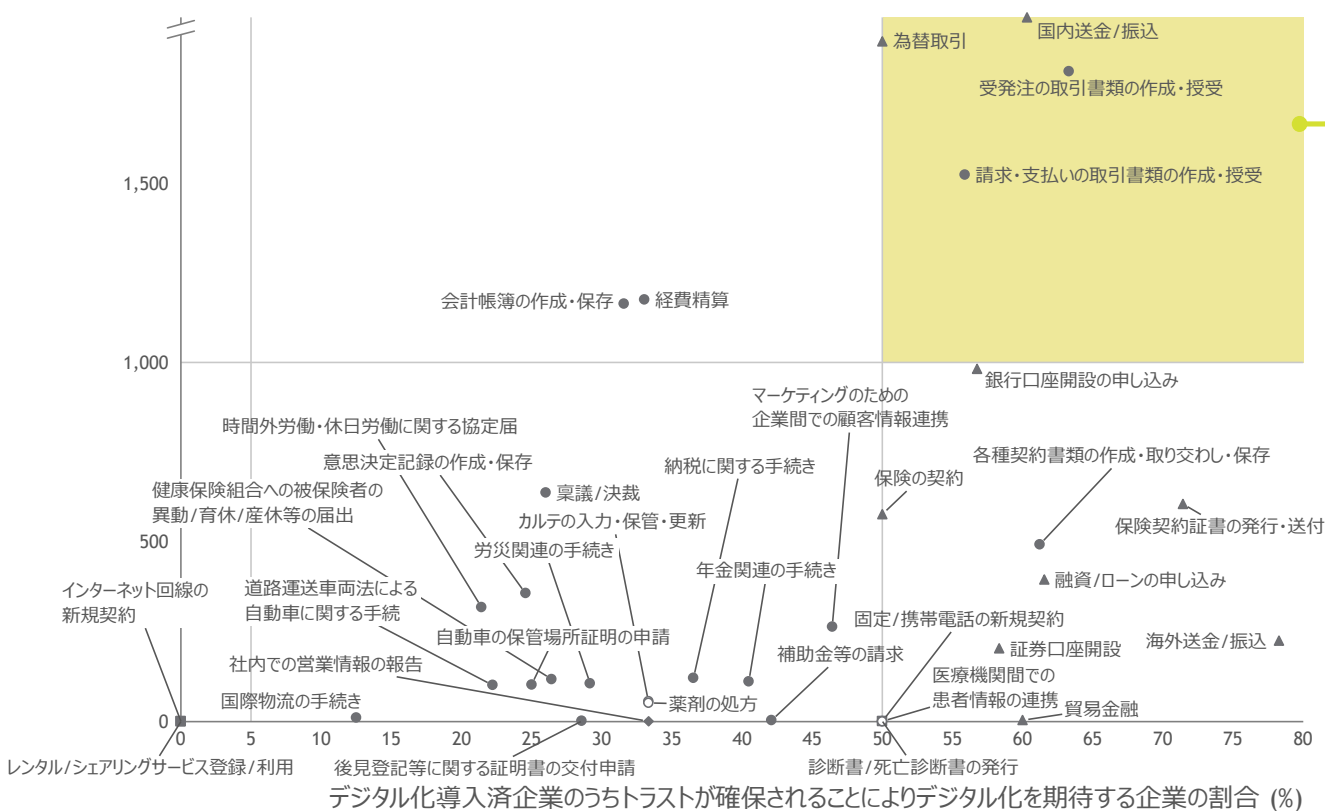 為替取引
国内送金/振込
受発注の取引書類の作成・授受
1,500
請求・支払いの取引書類の作成・授受
会計帳簿の作成・保存
経費精算
1,000
銀行口座開設の申し込み
マーケティングのための
企業間での顧客情報連携
時間外労働・休日労働に関する協定届
意思決定記録の作成・保存
納税に関する手続き
各種契約書類の作成・取り交わし・保存
保険の契約
健康保険組合への被保険者の
異動/育休/産休等の届出
稟議/決裁
カルテの入力・保管・更新
保険契約証書の発行・送付
500
労災関連の手続き
年金関連の手続き
融資/ローンの申し込み
インターネット回線の
新規契約
道路運送車両法による
自動車に関する手続
固定/携帯電話の新規契約
自動車の保管場所証明の申請
証券口座開設
海外送金/振込
社内での営業情報の報告
補助金等の請求
医療機関間での
患者情報の連携
国際物流の手続き
薬剤の処方
貿易金融
0
0 5 10 15 20 25 30 35 40 45 50 55 60 65 70 75 80
レンタル/シェアリングサービス登録/利用
後見登記等に関する証明書の交付申請
診断書/死亡診断書の発行
デジタル化導入済企業のうちトラストが確保されることによりデジタル化を期待する企業の割合 (%)